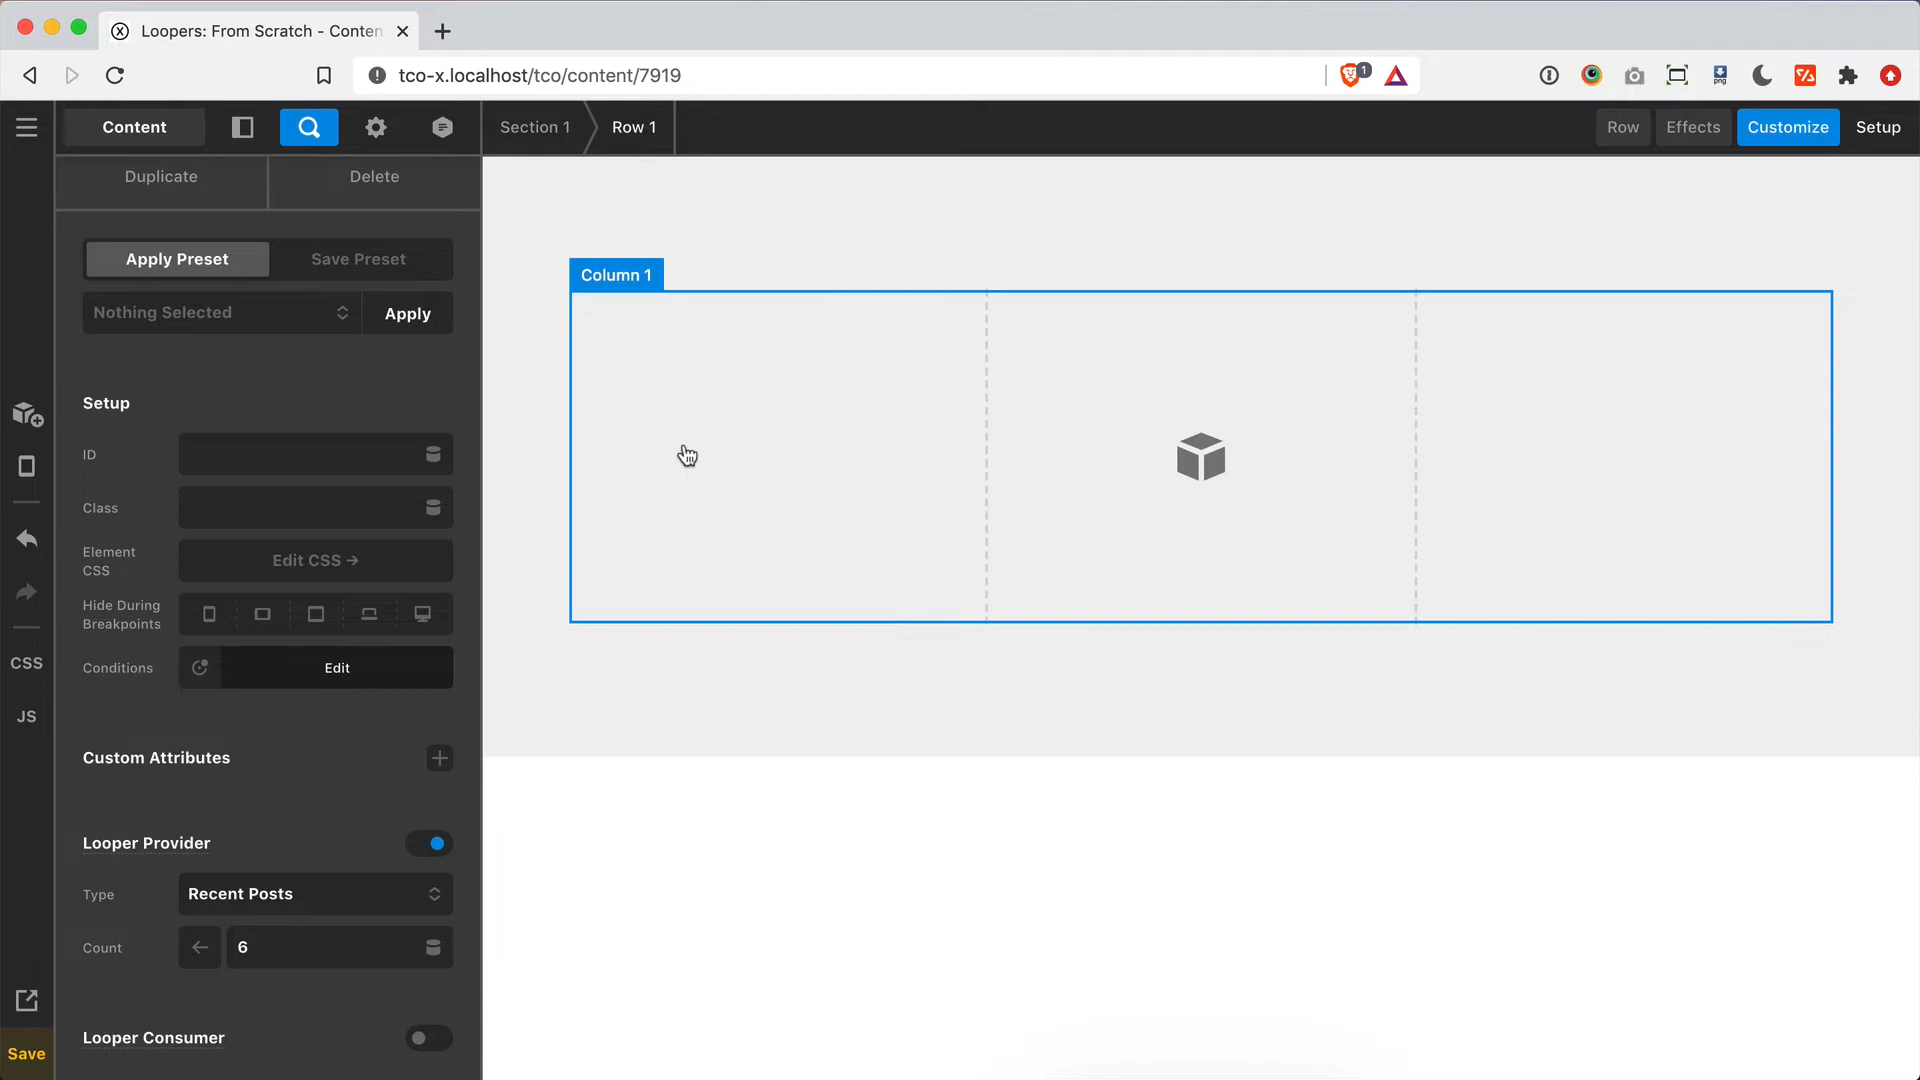 Loopers: From Scratch - Conten
tco-x.localhost/tco/content/7919
1
png
Content
Section 1
Row 1
Row
Effects
Customize
Setup
Duplicate
Delete
Apply Preset
Save Preset
Nothing Selected
Apply
Column 1
Setup
ID
Class
Element
CSS
Edit CSS →
Hide During
Breakpoints
Conditions
Edit
CSS
JS
Custom Attributes
Looper Provider
Type
Recent Posts
Count
6
Looper Consumer
Save